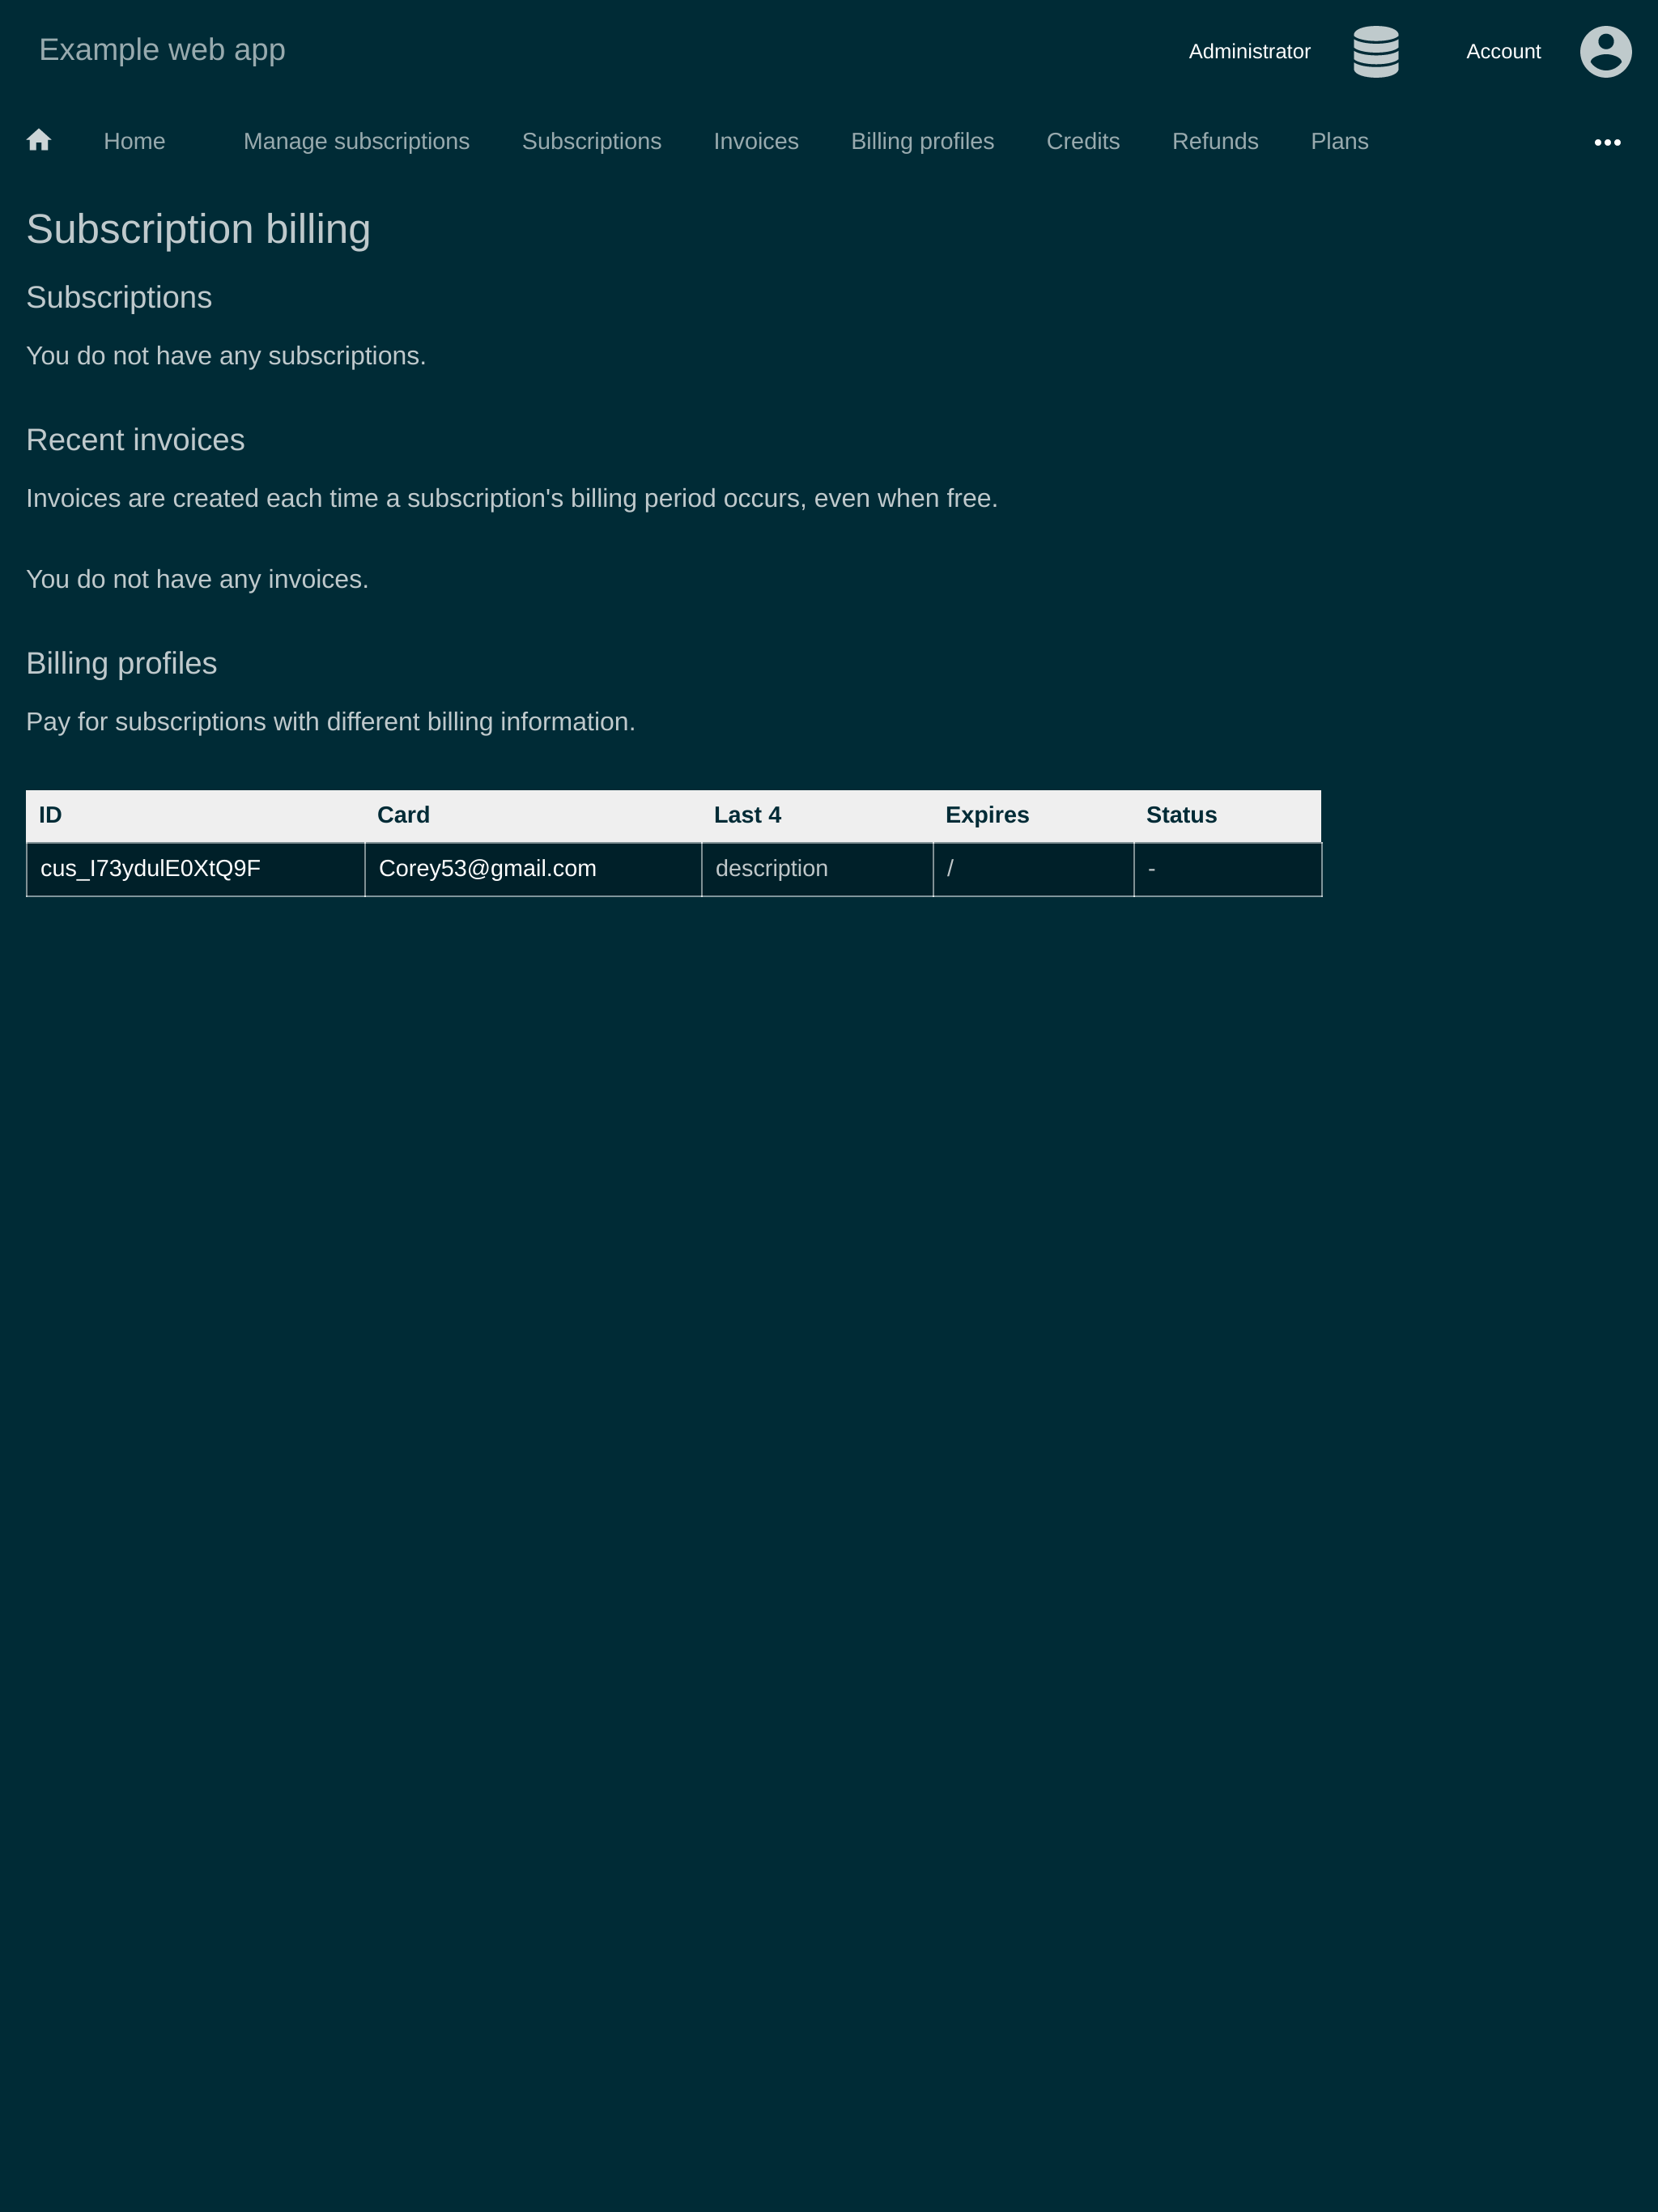 Example web app
Administrator
Account
Home Manage subscriptions Subscriptions Invoices Billing profiles Credits Refunds Plans
Subscription billing
Subscriptions
You do not have any subscriptions.
Recent invoices
Invoices are created each time a subscription's billing period occurs, even when free.
You do not have any invoices.
Billing profiles
Pay for subscriptions with different billing information.
ID Card Last 4 Expires Status
cus_I73ydulE0XtQ9F Corey53@gmail.com description / -